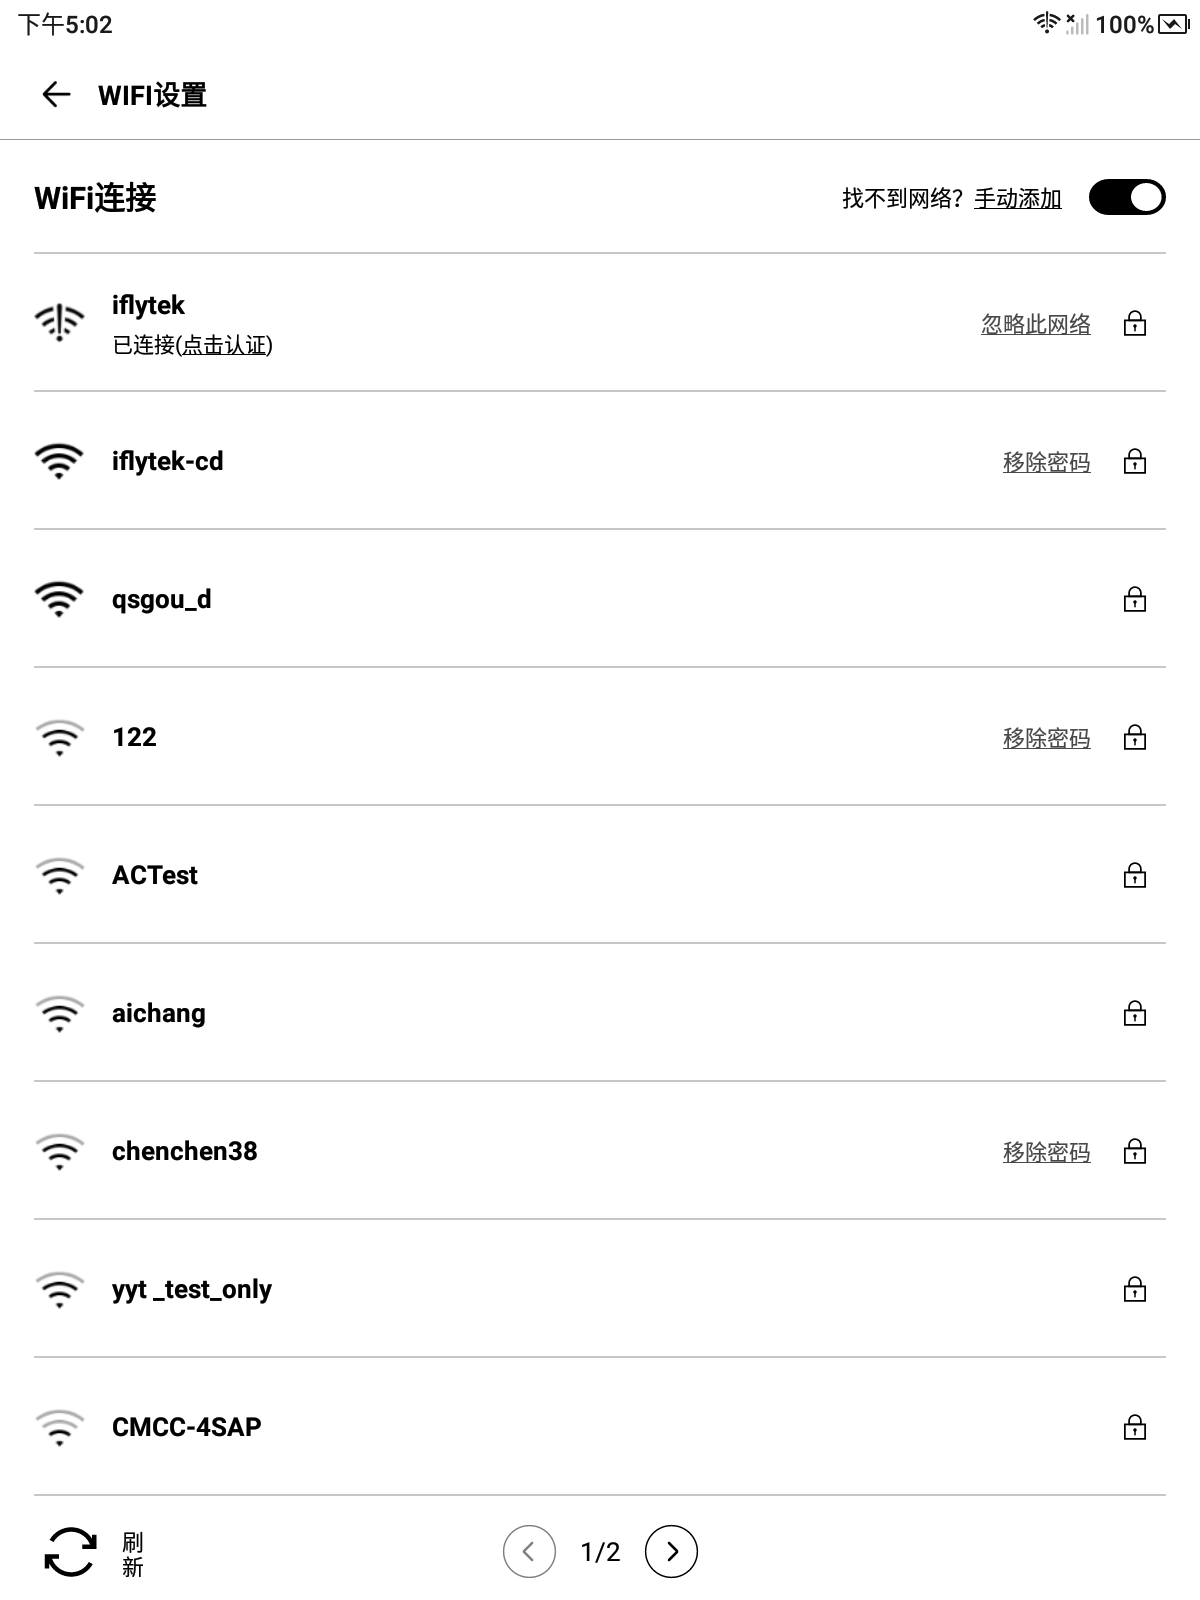 下午5:02
100%
WIFI设置
WiFi连接
找不到网络？手动添加
iflytek
已连接(点击认证)
忽略此网络
iflytek-cd
移除密码
qsgou_d
122
移除密码
ACTest
aichang
chenchen38
移除密码
yyt _test_only
CMCC-4SAP
刷
新
1/2